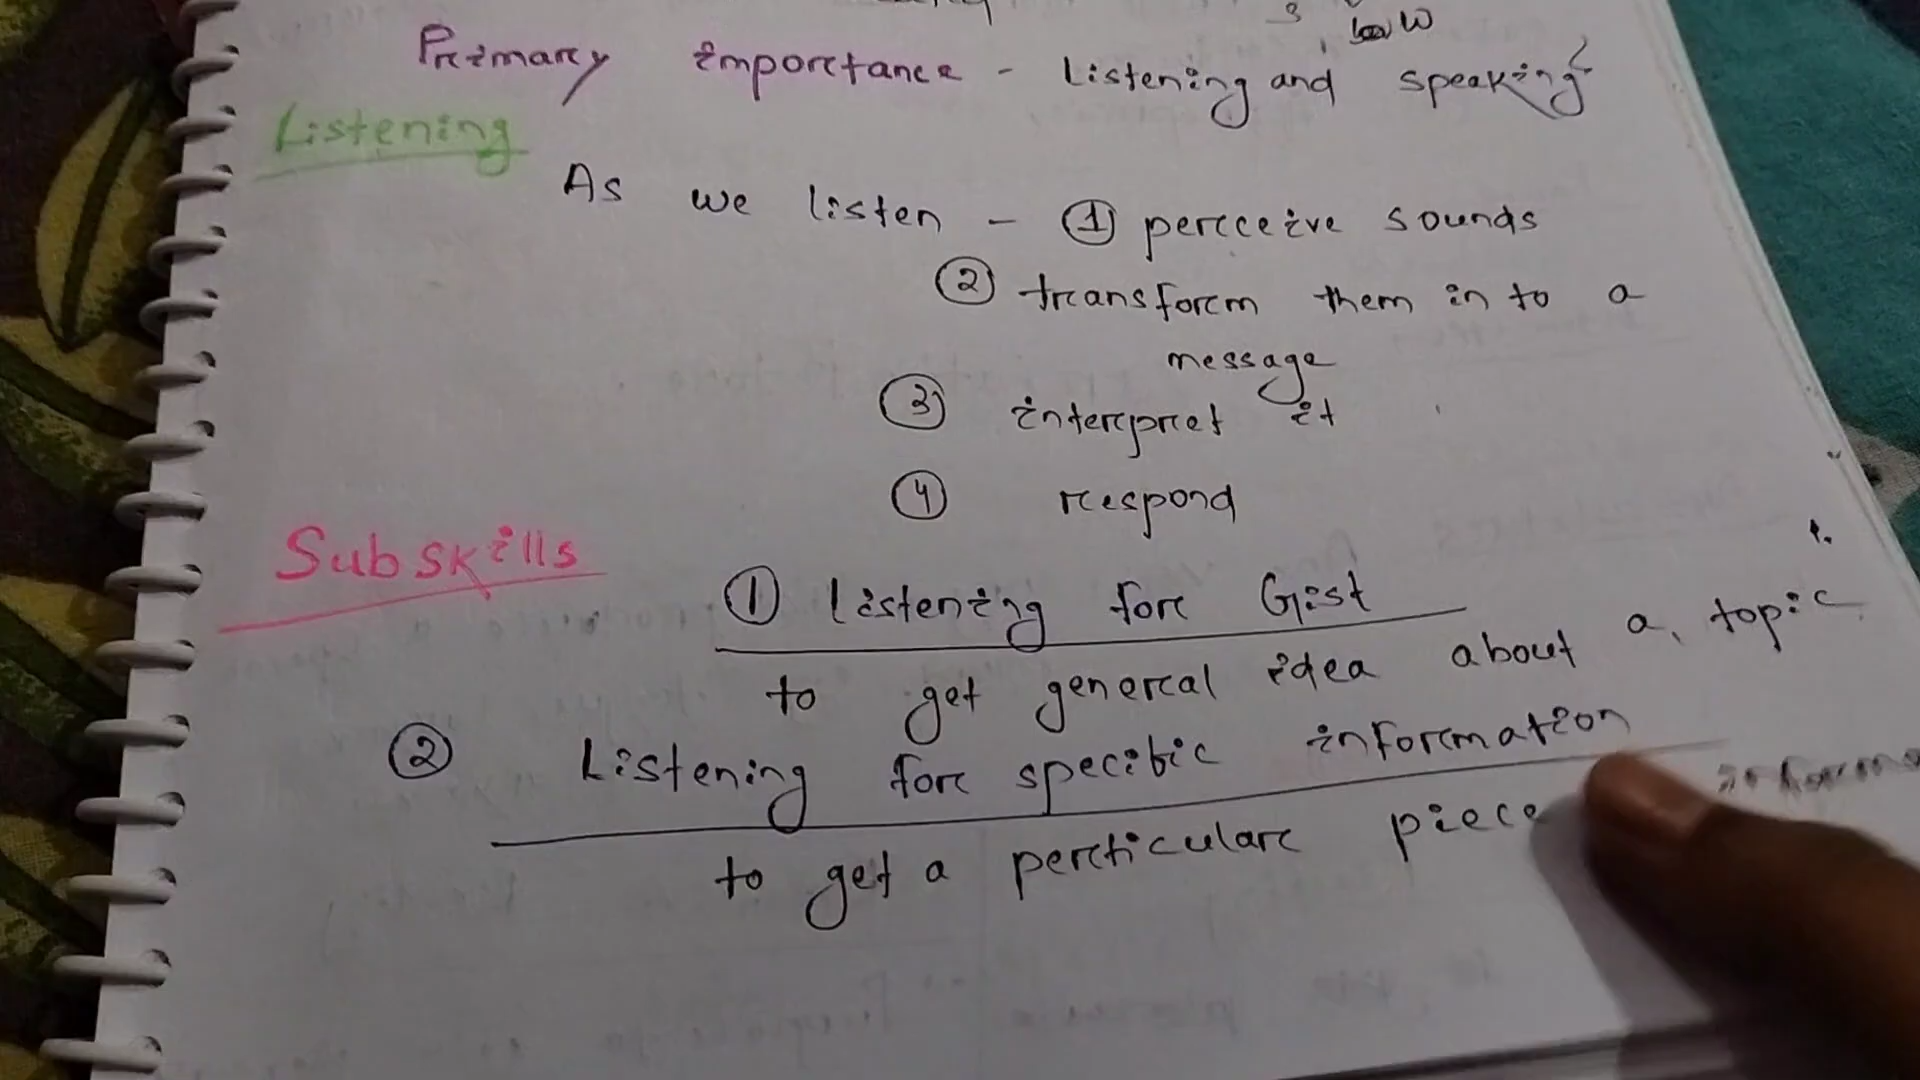 Primary importance - Listening and speaking
Listening
As we listen - ① perceive sounds
② transform them in to a
message
③ interpret it
④ respond
Subskills
① Listening for Gist
to get general idea about a topic
② Listening for specific information
to get a perticular piece